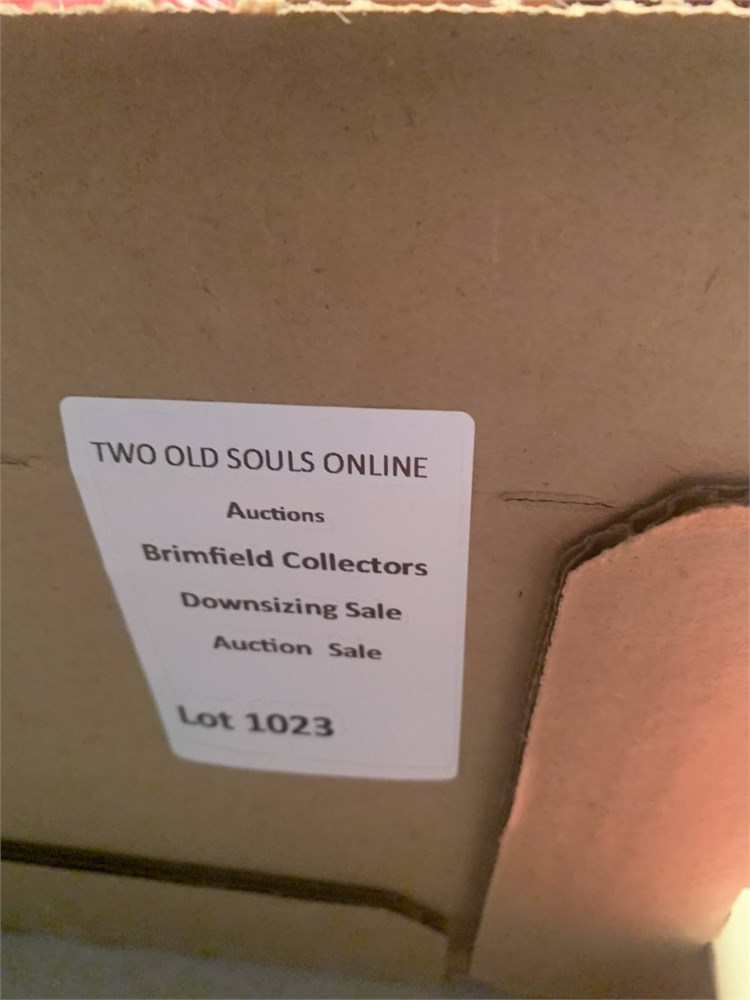 TWO OLD SOULS ONLINE
Auctions
Brimfield Collectors
Downsizing Sale
Auction Sale
Lot 1023